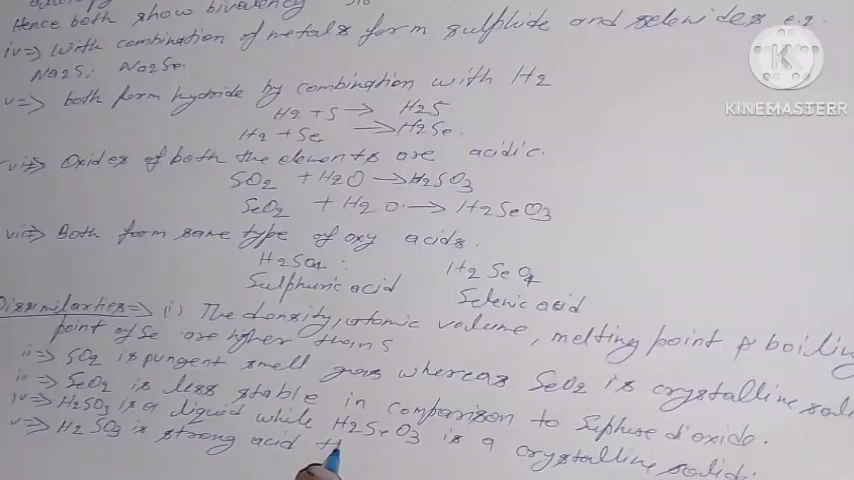 Hence both show bivalency
iv=> With combination of metals form sulphide and selenides e.g.
Na2S; Na2Se.
v=> both form hydride by combination with H2
H2 + S -> H2S
H2 + Se -> H2Se.
vi=> Oxides of both the elements are acidic.
SO2 + H2O -> H2SO3
SeO2 + H2O -> H2SeO3
vii=> Both form same type of oxy acids.
H2SO4 H2SeO4
Sulphuric acid Selenic acid
Dissimilarties=> (i) The density, atomic volume, melting point & boiling
point of Se are higher than S
ii=> SO2 is pungent smell gas whereas SeO2 is crystalline
iii=> SeO2 is less stable in comparison to Sulphur dioxide.
iv=> H2SO3 is a liquid while H2SeO3 is a crystalline solid.
v=> H2SO3 is strong acid
KINEMASTERR